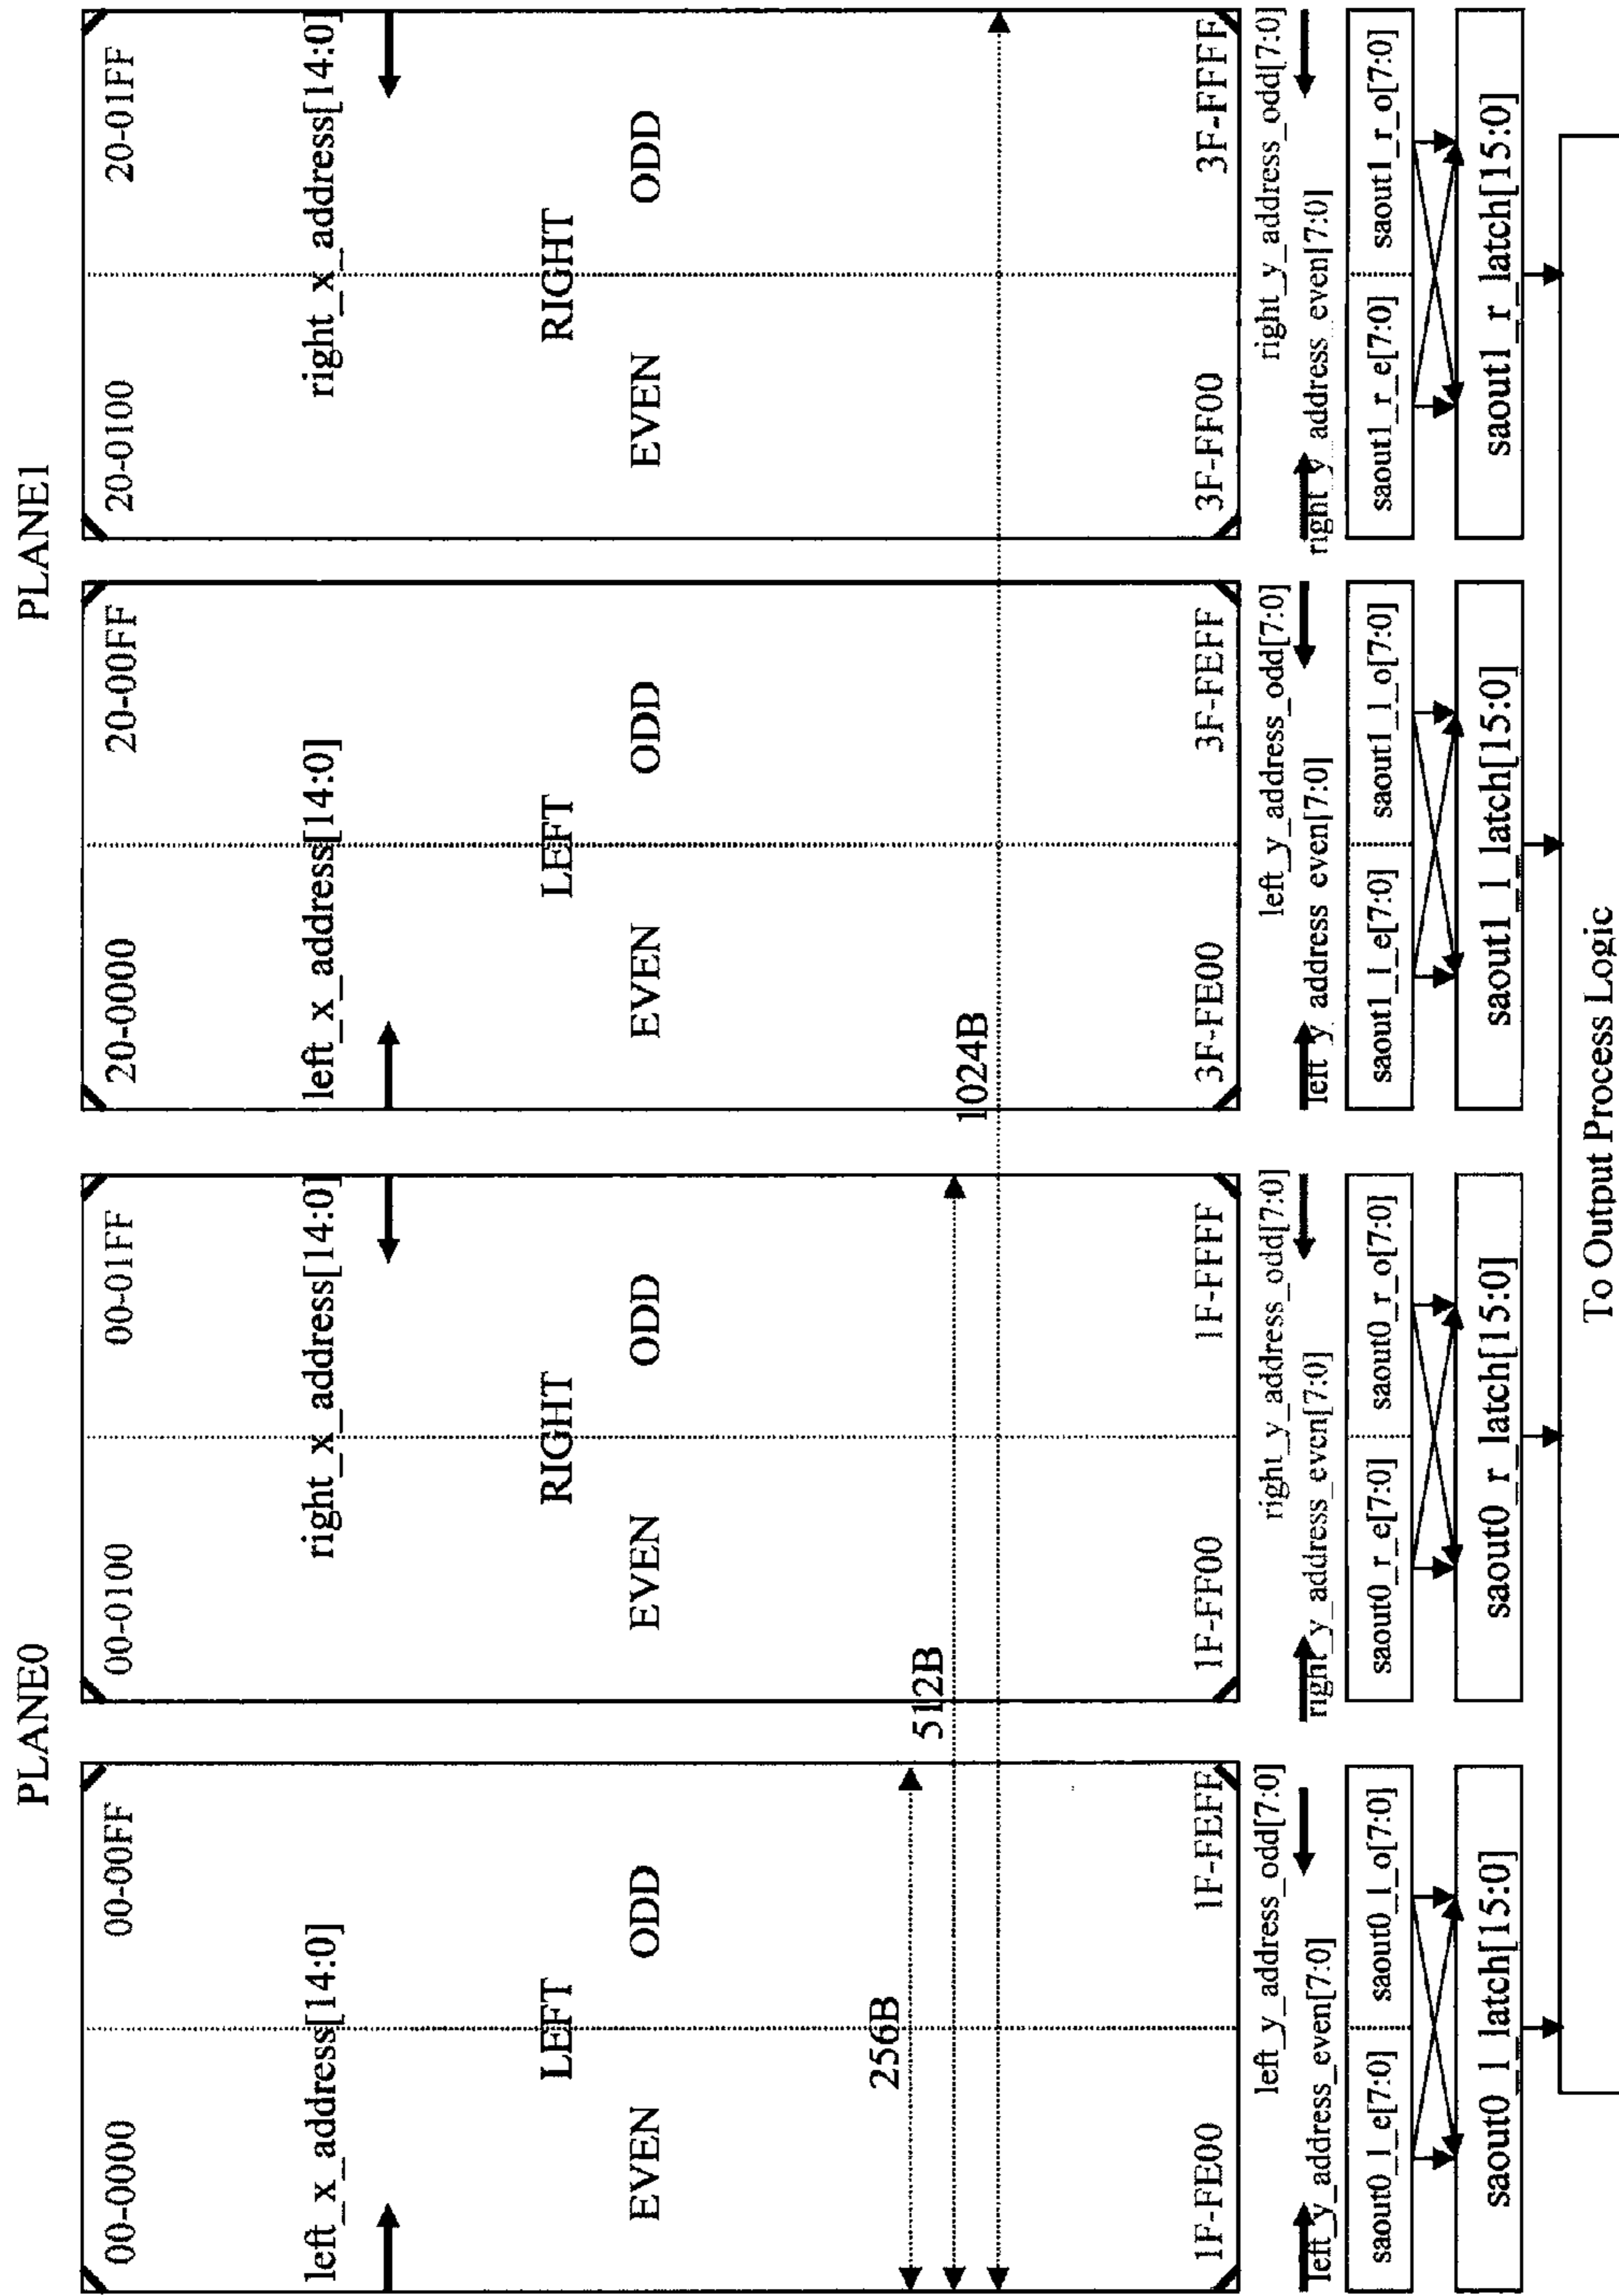 PLANE0
PLANE1
00-0000
00-00FF
00-0100
00-01FF
20-0000
20-00FF
20-0100
20-01FF
left_x_address[14:0]
right_x_address[14:0]
left_x_address[14:0]
right_x_address[14:0]
LEFT
RIGHT
LEFT
RIGHT
EVEN
ODD
EVEN
ODD
EVEN
ODD
EVEN
ODD
256B
512B
1024B
1F-FE00
1F-FEFF
1F-FF00
1F-FFFF
3F-FE00
3F-FEFF
3F-FF00
3F-FFFF
left_y_address_odd[7:0]
right_y_address_odd[7:0]
left_y_address_odd[7:0]
right_y_address_odd[7:0]
left_y_address_even[7:0]
right_y_address_even[7:0]
left_y_address_even[7:0]
right_y_address_even[7:0]
saout0_l_e[7:0]
saout0_l_o[7:0]
saout0_r_e[7:0]
saout0_r_o[7:0]
saout1_l_e[7:0]
saout1_l_o[7:0]
saout1_r_e[7:0]
saout1_r_o[7:0]
saout0_l_latch[15:0]
saout0_r_latch[15:0]
saout1_l_latch[15:0]
saout1_r_latch[15:0]
To Output Process Logic